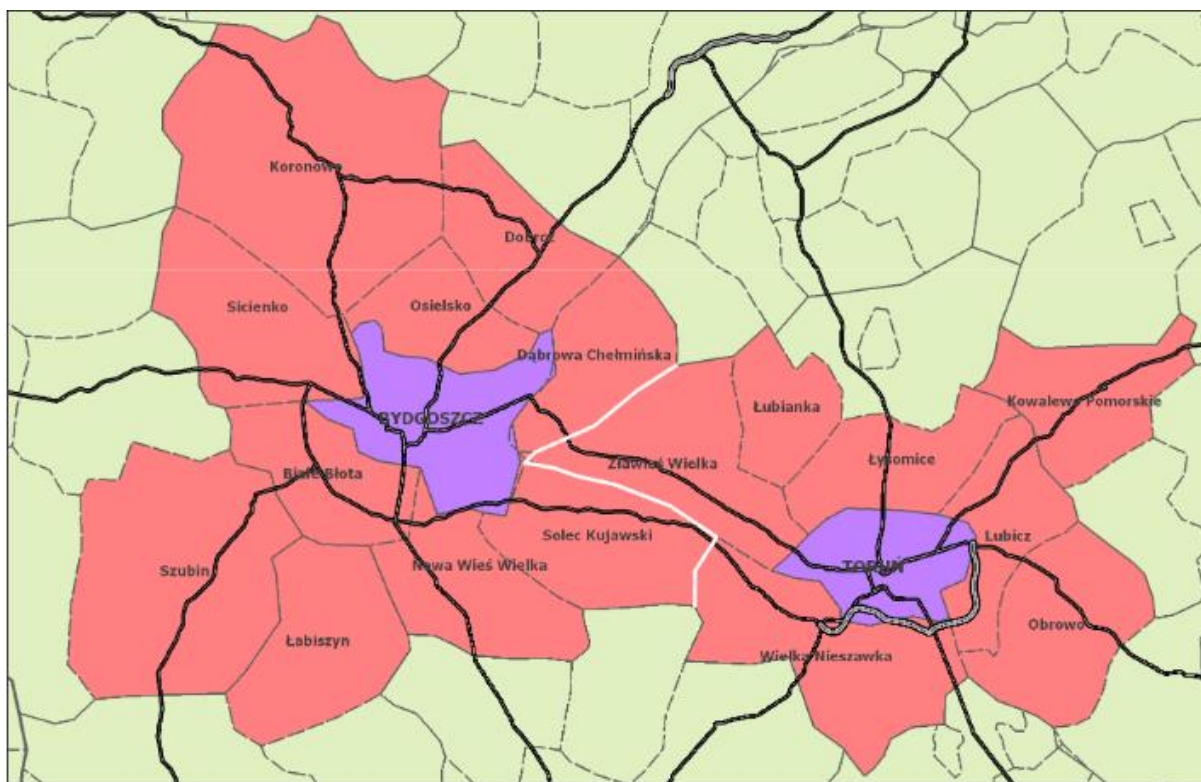 Koronowo
Dobrcz
Sicienko
Osielsko
Dąbrowa Chełmińska
Łubianka
Kowalewo Pomorskie
BYDGOSZCZ
Białe Błota
Zławieś Wielka
Łysomice
Solec Kujawski
Lubicz
Szubin
Nowa Wieś Wielka
TORUŃ
Łabiszyn
Obrowo
Wielka Nieszawka